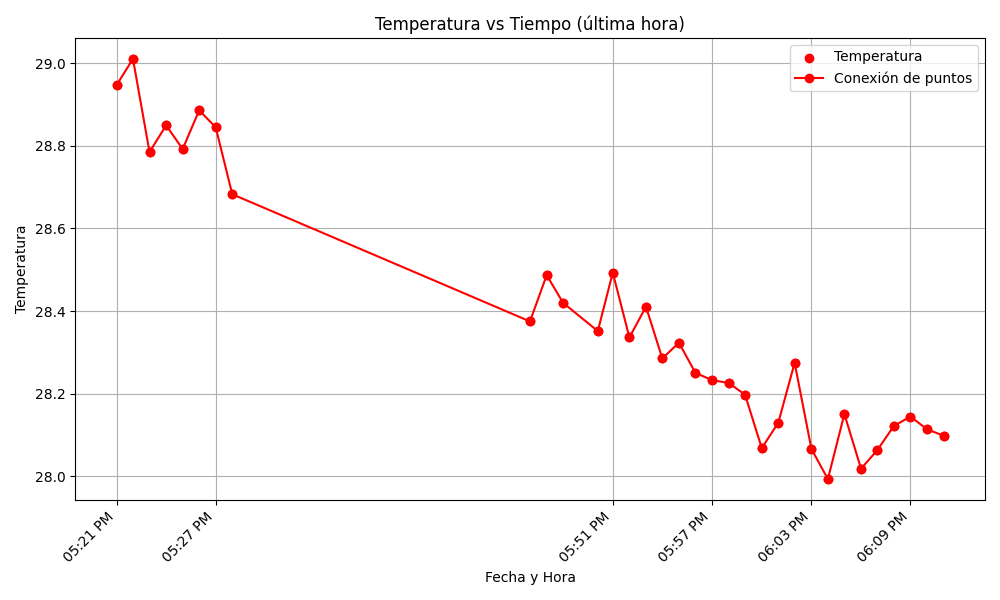 Temperatura vs Tiempo (última hora)
Temperatura
Conexión de puntos
29.0
28.8
28.6
28.4
28.2
28.0
Temperatura
05:21 PM
05:27 PM
05:51 PM
05:57 PM
06:03 PM
06:09 PM
Fecha y Hora